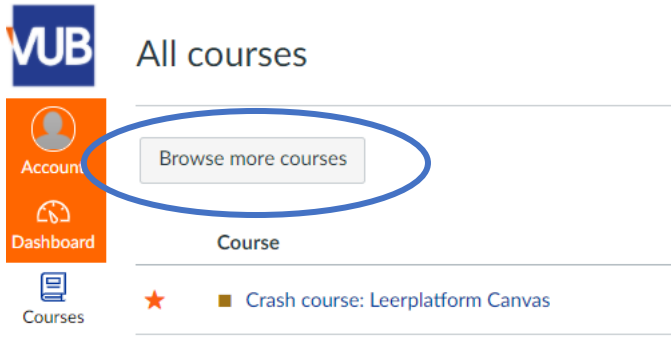 VUB
All courses
Account
Browse more courses
Dashboard
Course
Courses
Crash course: Leerplatform Canvas